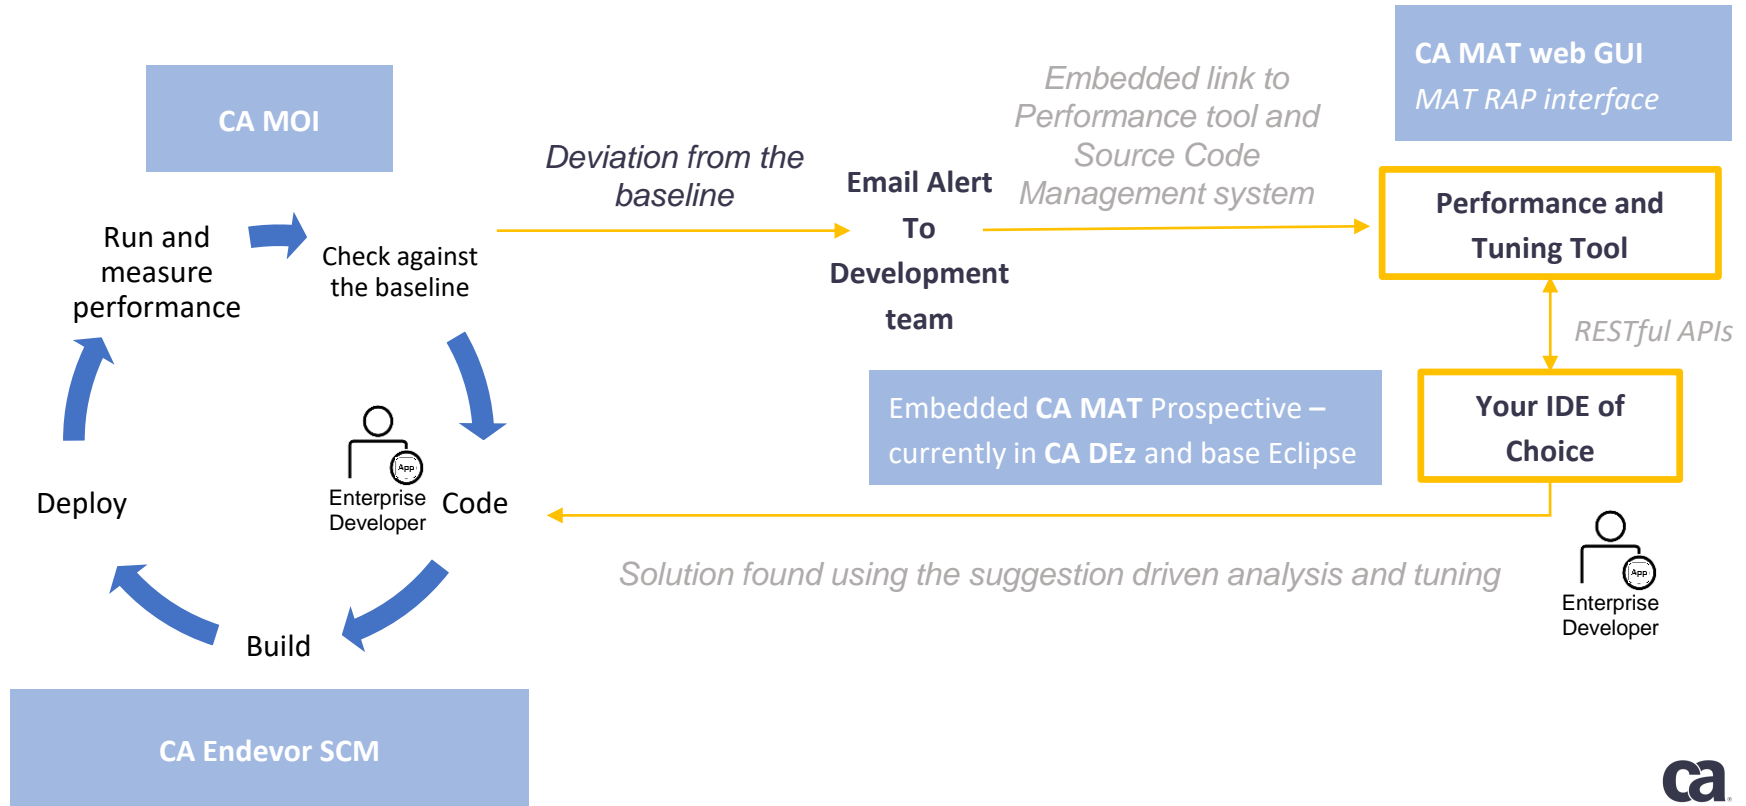 CA MOI
CA MAT web GUI
MAT RAP interface
Embedded link to
Performance tool and
Source Code
Management system
Deviation from the
baseline
Email Alert
To
Development
team
Performance and
Tuning Tool
Run and
measure
performance
Check against
the baseline
RESTful APIs
Embedded CA MAT Prospective –
currently in CA DEz and base Eclipse
Your IDE of
Choice
App
Enterprise
Developer
Code
Deploy
Solution found using the suggestion driven analysis and tuning
App
Enterprise
Developer
Build
CA Endevor SCM
ca